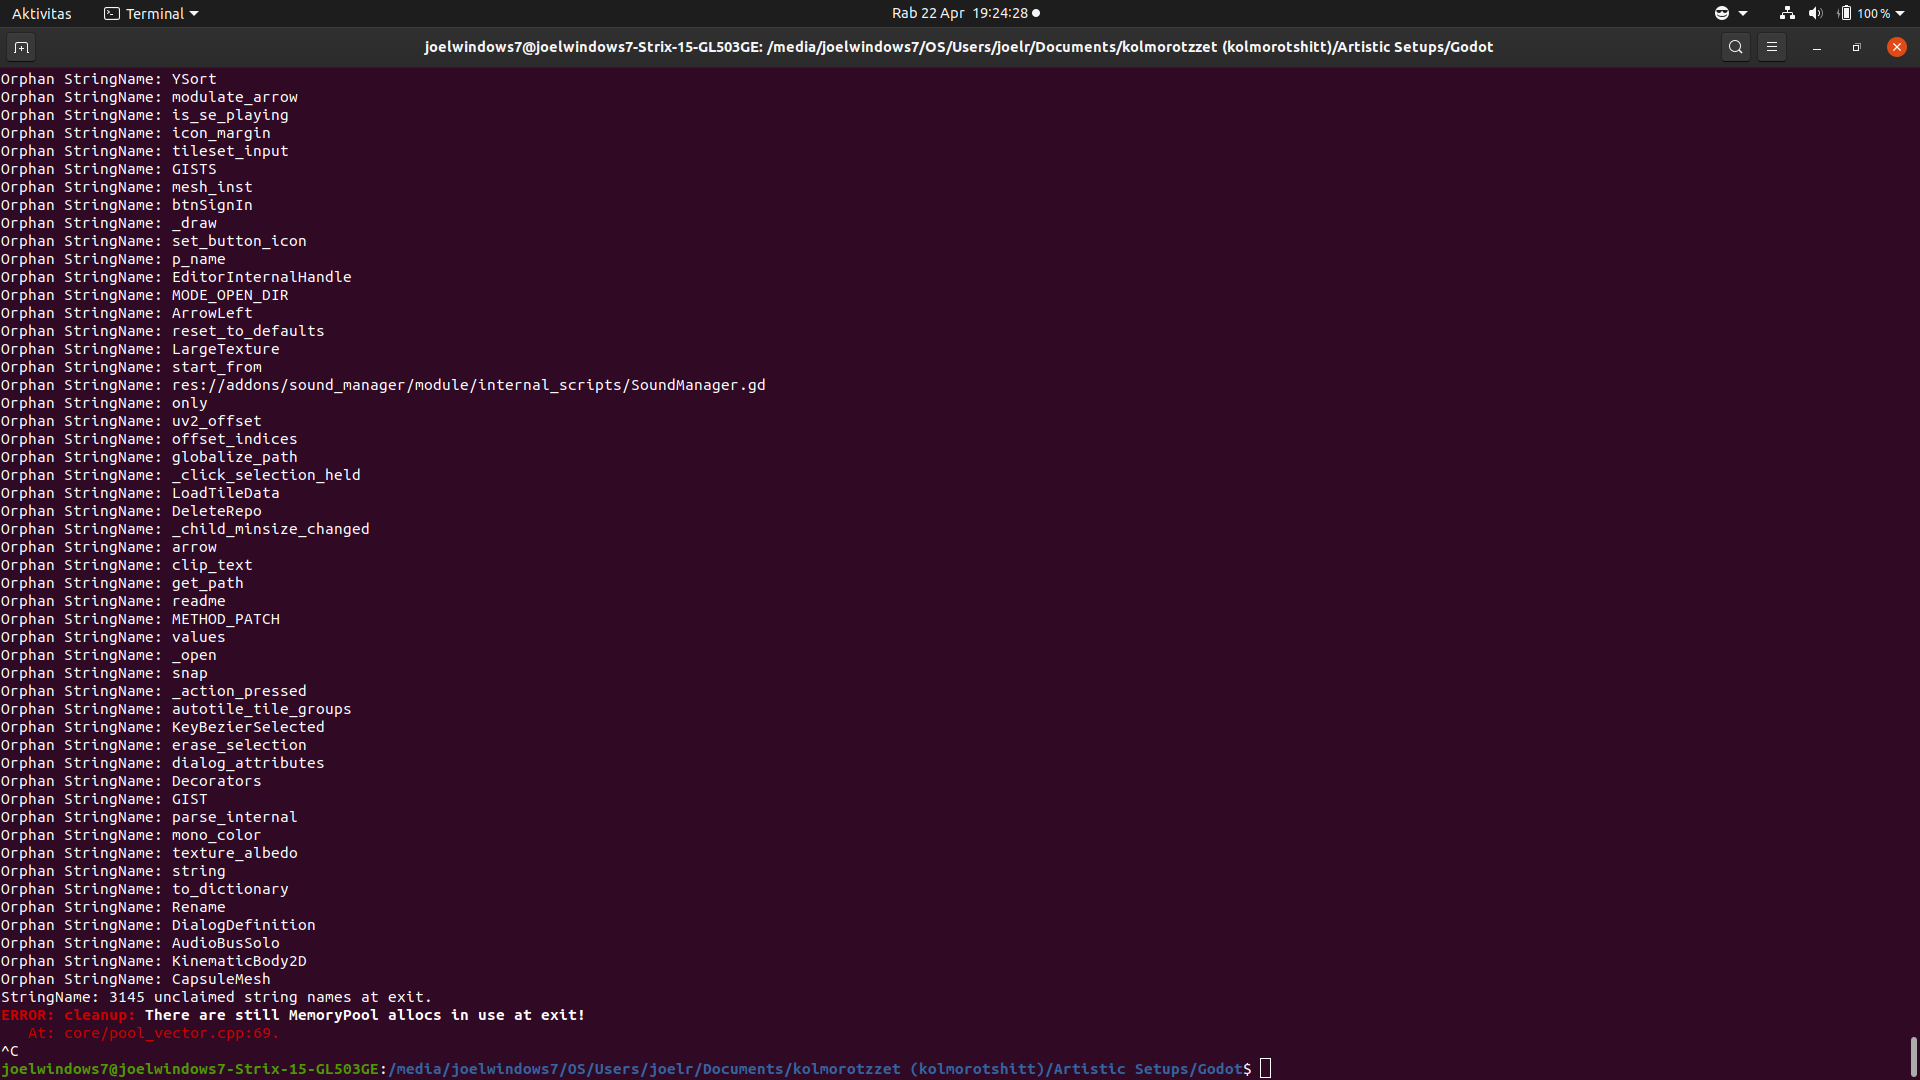 Aktivitas
Terminal
Rab 22 Apr 19:24:28
100 %
joelwindows7@joelwindows7-Strix-15-GL503GE: /media/joelwindows7/OS/Users/joelr/Documents/kolmorotzzet (kolmorotshitt)/Artistic Setups/Godot
Orphan StringName: YSort
Orphan StringName: modulate_arrow
Orphan StringName: is_se_playing
Orphan StringName: icon_margin
Orphan StringName: tileset_input
Orphan StringName: GISTS
Orphan StringName: mesh_inst
Orphan StringName: btnSignIn
Orphan StringName: _draw
Orphan StringName: set_button_icon
Orphan StringName: p_name
Orphan StringName: EditorInternalHandle
Orphan StringName: MODE_OPEN_DIR
Orphan StringName: ArrowLeft
Orphan StringName: reset_to_defaults
Orphan StringName: LargeTexture
Orphan StringName: start_from
Orphan StringName: res://addons/sound_manager/module/internal_scripts/SoundManager.gd
Orphan StringName: only
Orphan StringName: uv2_offset
Orphan StringName: offset_indices
Orphan StringName: globalize_path
Orphan StringName: _click_selection_held
Orphan StringName: LoadTileData
Orphan StringName: DeleteRepo
Orphan StringName: _child_minsize_changed
Orphan StringName: arrow
Orphan StringName: clip_text
Orphan StringName: get_path
Orphan StringName: readme
Orphan StringName: METHOD_PATCH
Orphan StringName: values
Orphan StringName: _open
Orphan StringName: snap
Orphan StringName: _action_pressed
Orphan StringName: autotile_tile_groups
Orphan StringName: KeyBezierSelected
Orphan StringName: erase_selection
Orphan StringName: dialog_attributes
Orphan StringName: Decorators
Orphan StringName: GIST
Orphan StringName: parse_internal
Orphan StringName: mono_color
Orphan StringName: texture_albedo
Orphan StringName: string
Orphan StringName: to_dictionary
Orphan StringName: Rename
Orphan StringName: DialogDefinition
Orphan StringName: AudioBusSolo
Orphan StringName: KinematicBody2D
Orphan StringName: CapsuleMesh
StringName: 3145 unclaimed string names at exit.
ERROR: cleanup: There are still MemoryPool allocs in use at exit!
At: core/pool_vector.cpp:69.
^C
joelwindows7@joelwindows7-Strix-15-GL503GE:/media/joelwindows7/OS/Users/joelr/Documents/kolmorotzzet (kolmorotshitt)/Artistic Setups/Godot$